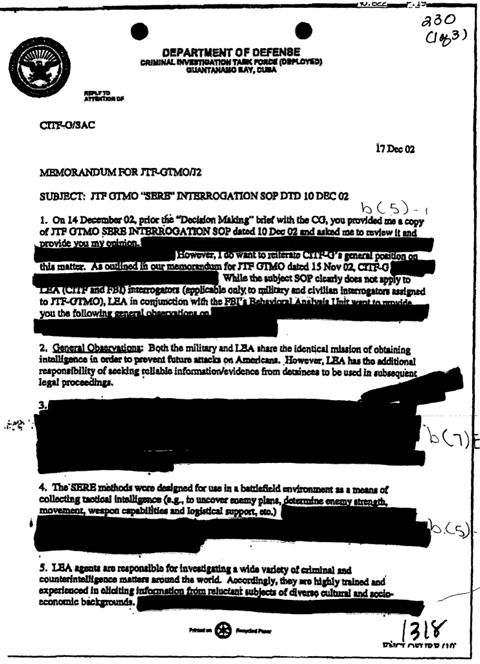 230
(1 of 3)
DEPARTMENT OF DEFENSE
CRIMINAL INVESTIGATION TASK FORCE (DEPLOYED)
GUANTANAMO BAY, CUBA
REPLY TO
ATTENTION OF
CITF-G/SAC
17 Dec 02
MEMORANDUM FOR JTF-GTMO/J2
SUBJECT: JTF GTMO "SERE" INTERROGATION SOP DTD 10 DEC 02
b(5)-1
1. On 14 December 02, prior the "Decision Making" brief with the CG, you provided me a copy
of JTF GTMO SERE INTERROGATION SOP dated 10 Dec 02 and asked me to review it and
provide you my opinion.
However, I do want to reiterate CITF-G's general position on
this matter. As outlined in our memorandum for JTF GTMO dated 15 Nov 02, CITF-G
While the subject SOP clearly does not apply to
LEA (CITF and FBI) interrogators (applicable only to military and civilian interrogators assigned
to JTF-GTMO), LEA in conjunction with the FBI's Behavioral Analysis Unit want to provide
you the following general observations on
2. General Observations: Both the military and LEA share the identical mission of obtaining
intelligence in order to prevent future attacks on Americans. However, LEA has the additional
responsibility of seeking reliable information/evidence from detainees to be used in subsequent
legal proceedings.
3.
b(7)E
4. The SERE methods were designed for use in a battlefield environment as a means of
collecting tactical intelligence (e.g., to uncover enemy plans, determine enemy strength,
movement, weapon capabilities and logistical support, etc.)
b(5)-
5. LEA agents are responsible for investigating a wide variety of criminal and
counterintelligence matters around the world. Accordingly, they are highly trained and
experienced in eliciting information from reluctant subjects of diverse cultural and socio-
economic backgrounds.
Printed on Recycled Paper
1318